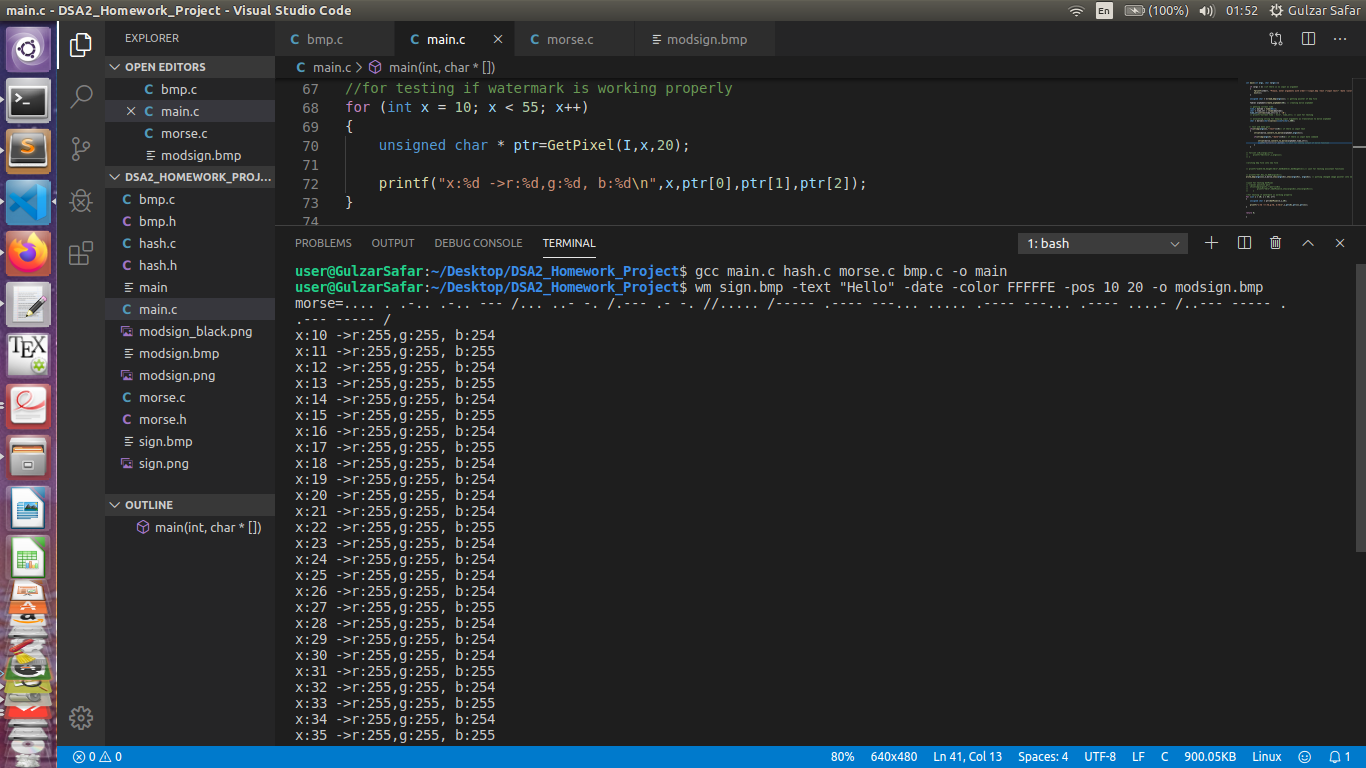 main.c - DSA2_Homework_Project - Visual Studio Code
En (100%) 01:52 Gulzar Safar
EXPLORER
OPEN EDITORS
bmp.c
main.c
morse.c
modsign.bmp
DSA2_HOMEWORK_PROJ...
bmp.c
bmp.h
hash.c
hash.h
main
main.c
modsign_black.png
modsign.bmp
modsign.png
morse.c
morse.h
sign.bmp
sign.png
OUTLINE
main(int, char * [])
bmp.c main.c morse.c modsign.bmp
main.c > main(int, char * [])
67 //for testing if watermark is working properly
68 for (int x = 10; x < 55; x++)
69 {
70 unsigned char * ptr=GetPixel(I,x,20);
71
72 printf("x:%d ->r:%d,g:%d, b:%d\n",x,ptr[0],ptr[1],ptr[2]);
73 }
74
PROBLEMS OUTPUT DEBUG CONSOLE TERMINAL 1: bash
user@GulzarSafar:~/Desktop/DSA2_Homework_Project$ gcc main.c hash.c morse.c bmp.c -o main
user@GulzarSafar:~/Desktop/DSA2_Homework_Project$ wm sign.bmp -text "Hello" -date -color FFFFFE -pos 10 20 -o modsign.bmp
morse=.... . .-.. .-.. --- /... ..- -. /.--- .- -. //..... /----- .---- ---... ..... .---- ---... .---- ....- /..--- ----- .
.--- ----- /
x:10 ->r:255,g:255, b:254
x:11 ->r:255,g:255, b:255
x:12 ->r:255,g:255, b:254
x:13 ->r:255,g:255, b:255
x:14 ->r:255,g:255, b:254
x:15 ->r:255,g:255, b:255
x:16 ->r:255,g:255, b:254
x:17 ->r:255,g:255, b:255
x:18 ->r:255,g:255, b:254
x:19 ->r:255,g:255, b:254
x:20 ->r:255,g:255, b:254
x:21 ->r:255,g:255, b:254
x:22 ->r:255,g:255, b:255
x:23 ->r:255,g:255, b:254
x:24 ->r:255,g:255, b:254
x:25 ->r:255,g:255, b:254
x:26 ->r:255,g:255, b:254
x:27 ->r:255,g:255, b:255
x:28 ->r:255,g:255, b:254
x:29 ->r:255,g:255, b:254
x:30 ->r:255,g:255, b:254
x:31 ->r:255,g:255, b:255
x:32 ->r:255,g:255, b:254
x:33 ->r:255,g:255, b:255
x:34 ->r:255,g:255, b:254
x:35 ->r:255,g:255, b:255
0 0 80% 640x480 Ln 41, Col 13 Spaces: 4 UTF-8 LF C 900.05KB Linux 1